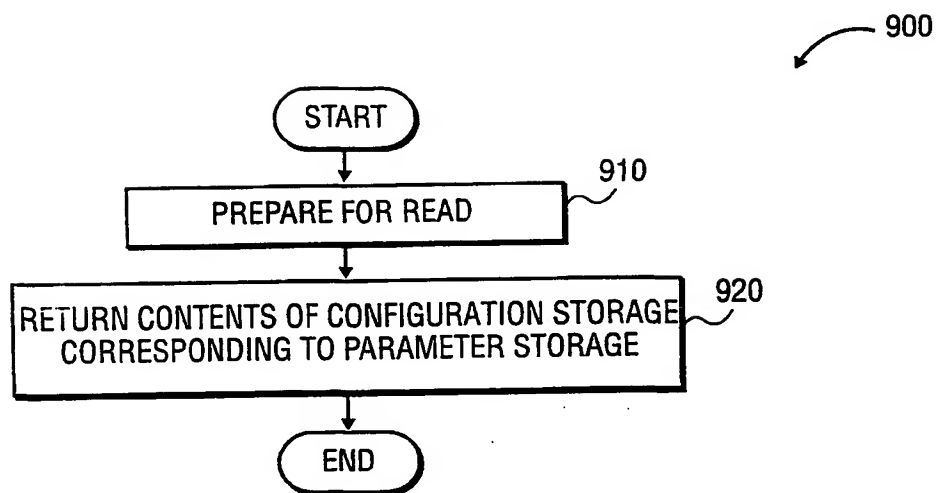 900
START
910
PREPARE FOR READ
920
RETURN CONTENTS OF CONFIGURATION STORAGE
CORRESPONDING TO PARAMETER STORAGE
END